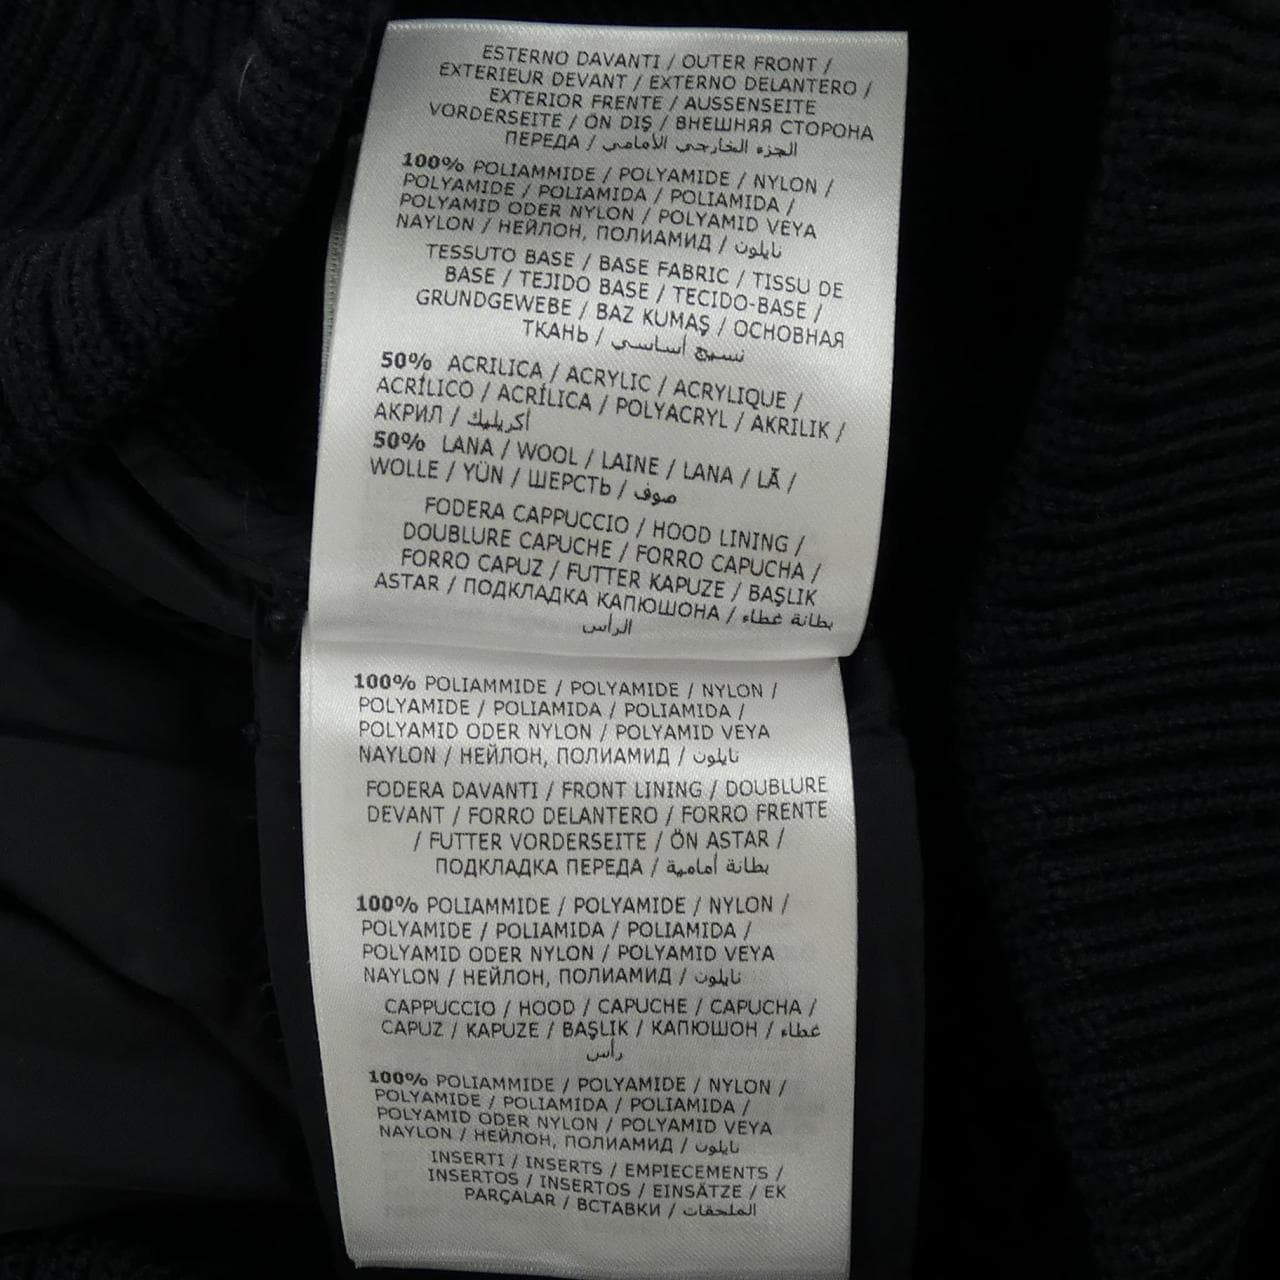 ESTERNO DAVANTI / OUTER FRONT /
EXTERIEUR DEVANT / EXTERNO DELANTERO /
EXTERIOR FRENTE / AUSSENSEITE
VORDERSEITE / ÖN DIŞ / ВНЕШНЯЯ СТОРОНА
ПЕРЕДА / الجزء الخارجي الأمامي
100% POLIAMMIDE / POLYAMIDE / NYLON /
POLYAMIDE / POLIAMIDA / POLIAMIDA /
POLYAMID ODER NYLON / POLYAMID VEYA
NAYLON / НЕЙЛОН, ПОЛИАМИД / نايلون
TESSUTO BASE / BASE FABRIC / TISSU DE
BASE / TEJIDO BASE / TECIDO-BASE /
GRUNDGEWEBE / BAZ KUMAŞ / ОСНОВНАЯ
ТКАНЬ / نسيج أساسي
50% ACRILICA / ACRYLIC / ACRYLIQUE /
ACRÍLICO / ACRÍLICA / POLYACRYL / AKRILIK /
АКРИЛ / أكريليك
50% LANA / WOOL / LAINE / LANA / LÃ /
WOLLE / YÜN / ШЕРСТЬ / صوف
FODERA CAPPUCCIO / HOOD LINING /
DOUBLURE CAPUCHE / FORRO CAPUCHA /
FORRO CAPUZ / FUTTER KAPUZE / BAŞLIK
ASTAR / ПОДКЛАДКА КАПЮШОНА / بطانة غطاء
الرأس
100% POLIAMMIDE / POLYAMIDE / NYLON /
POLYAMIDE / POLIAMIDA / POLIAMIDA /
POLYAMID ODER NYLON / POLYAMID VEYA
NAYLON / НЕЙЛОН, ПОЛИАМИД / نايلون
FODERA DAVANTI / FRONT LINING / DOUBLURE
DEVANT / FORRO DELANTERO / FORRO FRENTE
/ FUTTER VORDERSEITE / ÖN ASTAR /
ПОДКЛАДКА ПЕРЕДА / بطانة أمامية
100% POLIAMMIDE / POLYAMIDE / NYLON /
POLYAMIDE / POLIAMIDA / POLIAMIDA /
POLYAMID ODER NYLON / POLYAMID VEYA
NAYLON / НЕЙЛОН, ПОЛИАМИД / نايلون
CAPPUCCIO / HOOD / CAPUCHE / CAPUCHA /
CAPUZ / KAPUZE / BAŞLIK / КАПЮШОН / غطاء
رأس
100% POLIAMMIDE / POLYAMIDE / NYLON /
POLYAMIDE / POLIAMIDA / POLIAMIDA /
POLYAMID ODER NYLON / POLYAMID VEYA
NAYLON / НЕЙЛОН, ПОЛИАМИД / نايلون
INSERTI / INSERTS / EMPIECEMENTS /
INSERTOS / INSERTOS / EINSÄTZE / EK
PARÇALAR / ВСТАВКИ / الملحقات